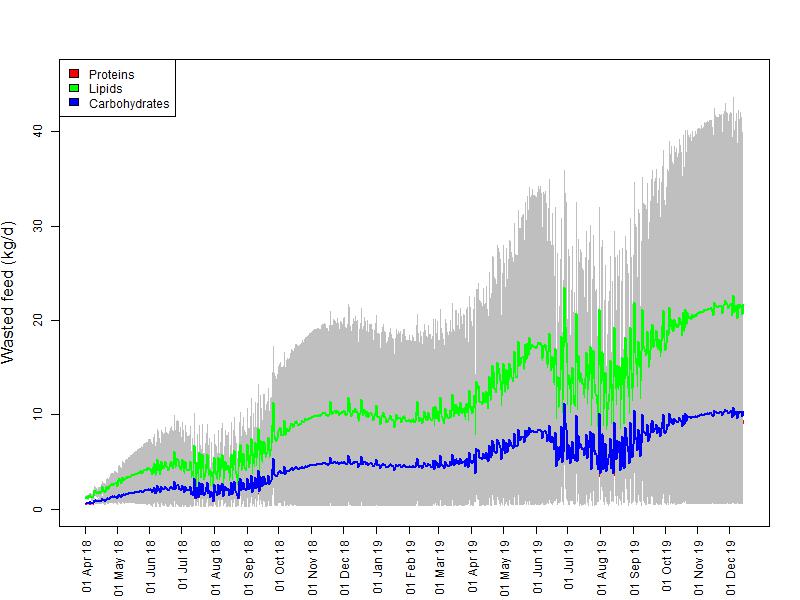 Proteins
Lipids
Carbohydrates
Wasted feed (kg/d)
40
30
20
10
0
01 Apr 18
01 May 18
01 Jun 18
01 Jul 18
01 Aug 18
01 Sep 18
01 Oct 18
01 Nov 18
01 Dec 18
01 Jan 19
01 Feb 19
01 Mar 19
01 Apr 19
01 May 19
01 Jun 19
01 Jul 19
01 Aug 19
01 Sep 19
01 Oct 19
01 Nov 19
01 Dec 19